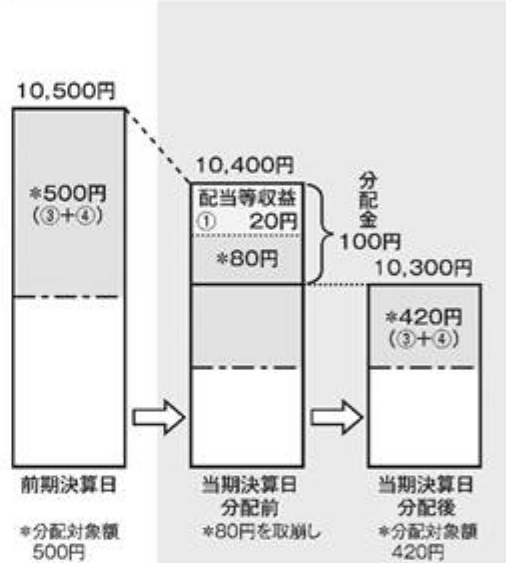 10,500円
*500円
(③+④)
前期決算日
*分配対象額
500円
10,400円
配当等収益
① 20円
*80円
分配金
100円
当期決算日
分配前
*80円を取崩し
10,300円
*420円
(③+④)
当期決算日
分配後
*分配対象額
420円